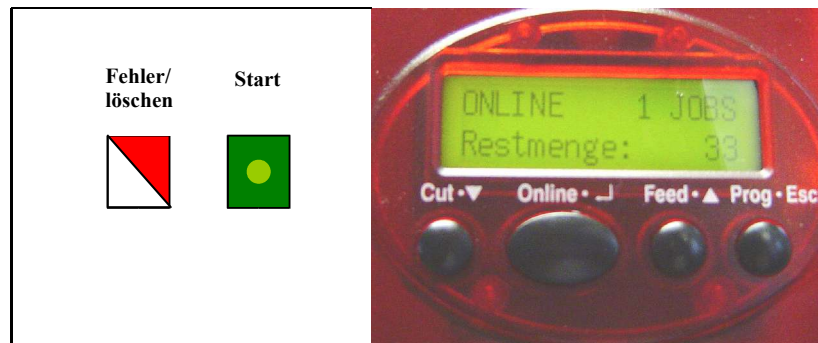 Fehler/
löschen
Start
ONLINE 1 JOBS
Restmenge: 33
Cut·▼ Online·↵ Feed·▲ Prog·Esc